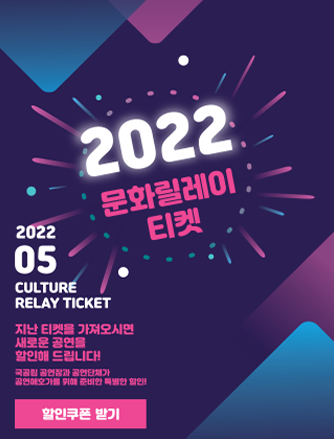 2022
문화릴레이
티켓
2022
05
CULTURE
RELAY TICKET
지난 티켓을 가져오시면
새로운 공연을
할인해 드립니다!
국공립 공연장과 공연단체가
공연애호가를 위해 준비한 특별한 할인!
할인쿠폰 받기